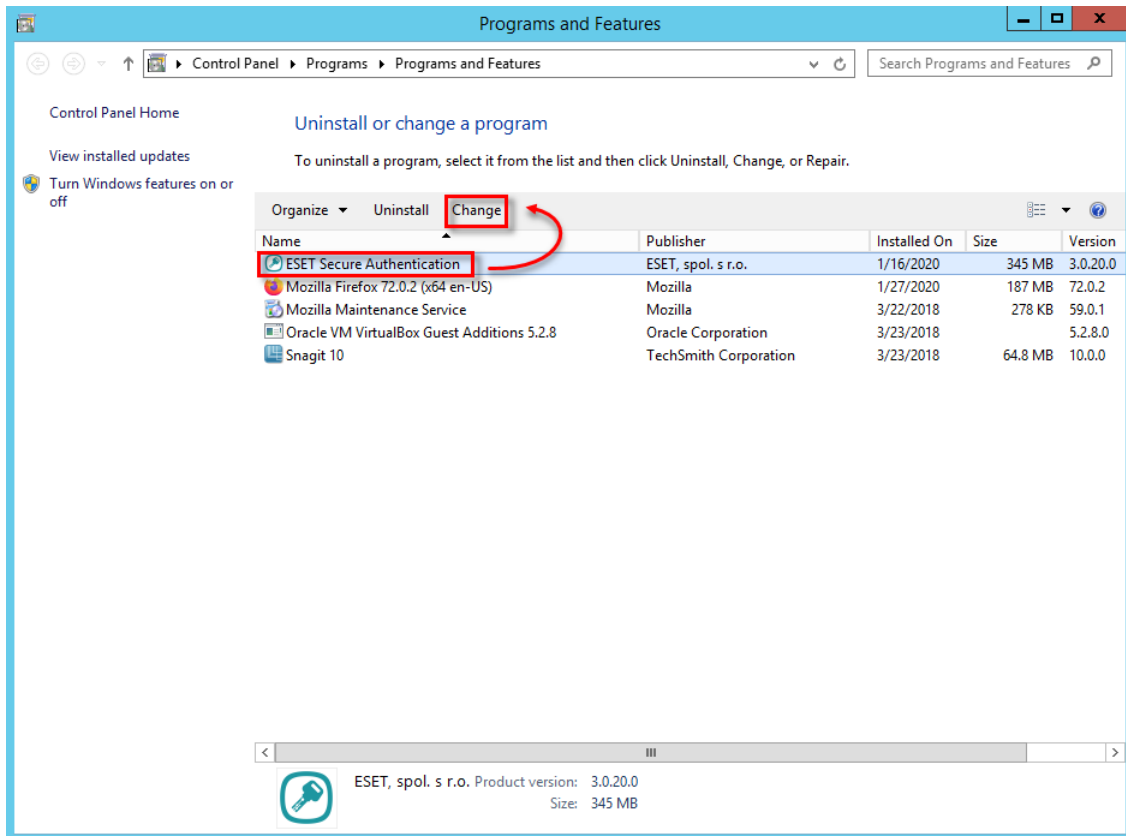 Programs and Features
Control Panel Programs Programs and Features
Search Programs and Features
Control Panel Home
View installed updates
Turn Windows features on or
off
Uninstall or change a program
To uninstall a program, select it from the list and then click Uninstall, Change, or Repair.
Organize Uninstall Change
Name Publisher Installed On Size Version
ESET Secure Authentication ESET, spol. s r.o. 1/16/2020 345 MB 3.0.20.0
Mozilla Firefox 72.0.2 (x64 en-US) Mozilla 1/27/2020 187 MB 72.0.2
Mozilla Maintenance Service Mozilla 3/22/2018 278 KB 59.0.1
Oracle VM VirtualBox Guest Additions 5.2.8 Oracle Corporation 3/23/2018 5.2.8.0
Snagit 10 TechSmith Corporation 3/23/2018 64.8 MB 10.0.0
ESET, spol. s r.o. Product version: 3.0.20.0
Size: 345 MB